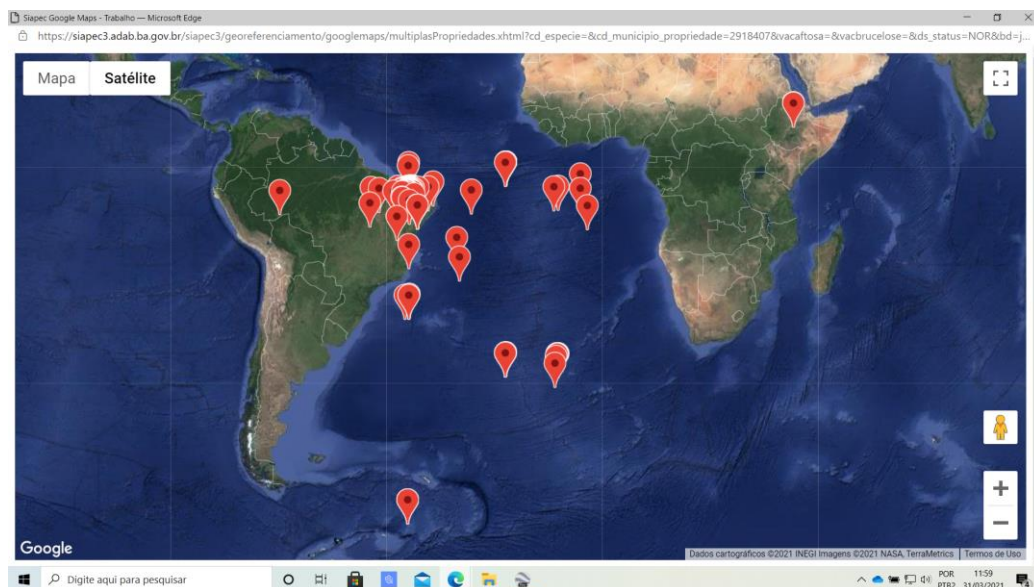 Siapec Google Maps - Trabalho — Microsoft Edge
https://siapec3.adab.ba.gov.br/siapec3/georeferenciamento/googlemaps/multiplasPropriedades.xhtml?cd_especie=&cd_municipio_propriedade=2918407&vacaftosa=&vacbrucelose=&ds_status=NOR&bd=j...
Mapa Satélite
Google
Dados cartográficos ©2021 INEGI Imagens ©2021 NASA, TerraMetrics Termos de Uso
Digite aqui para pesquisar
POR 11:59
PTB2 31/03/2021